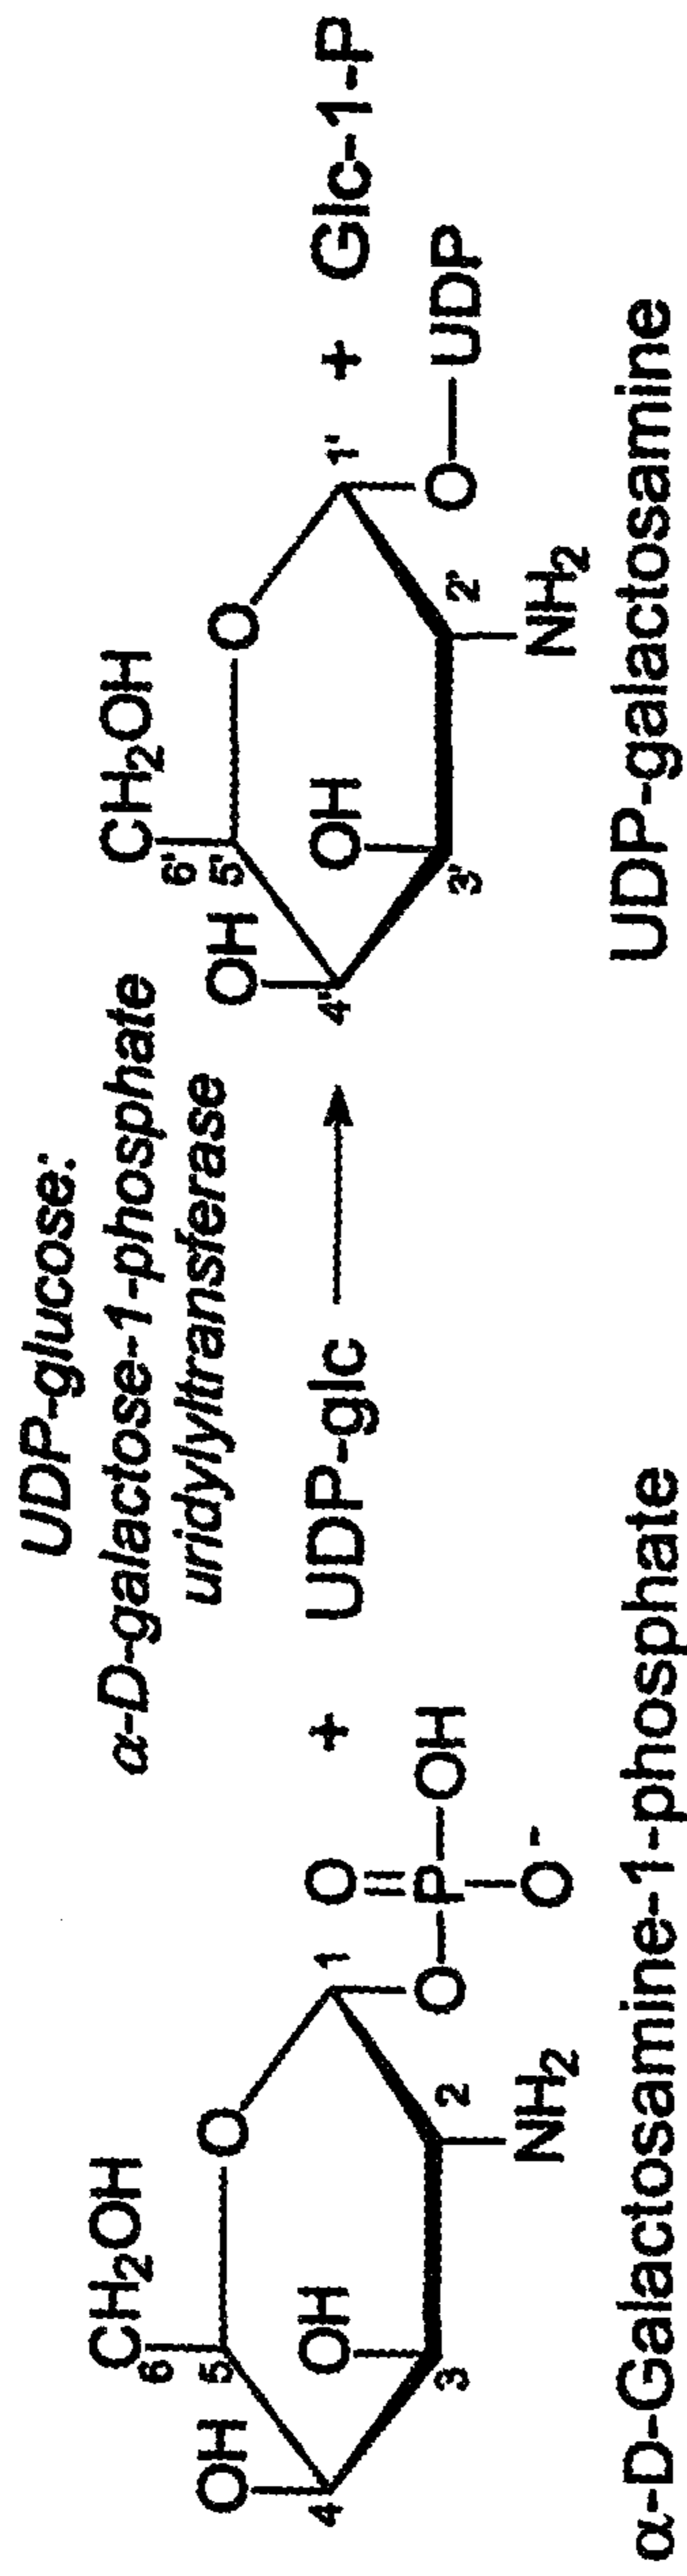 UDP-glucose:
α-D-galactose-1-phosphate
uridylyltransferase
CH₂OH
6
5
OH
O
4
OH
3
2
1
NH₂
O
O
P
OH
O⁻
+
UDP-glc
CH₂OH
6'
5'
OH
O
4'
OH
3'
2'
1'
NH₂
O
UDP
+
Glc-1-P
α-D-Galactosamine-1-phosphate
UDP-galactosamine